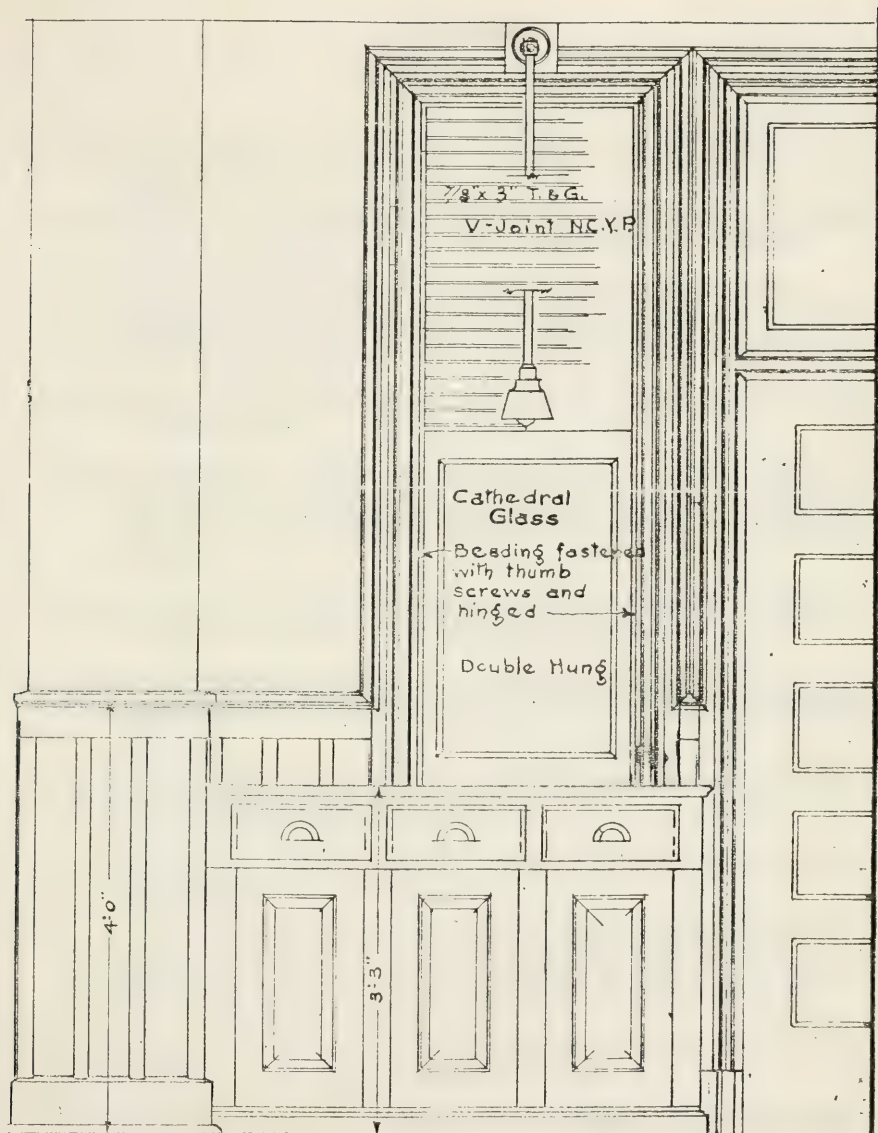 7/8" x 3" T. & G.
V-Joint N.C.Y.P.
Cathedral
Glass
Beading fastened
with thumb
screws and
hinged
Double Hung
4'0"
3'3"